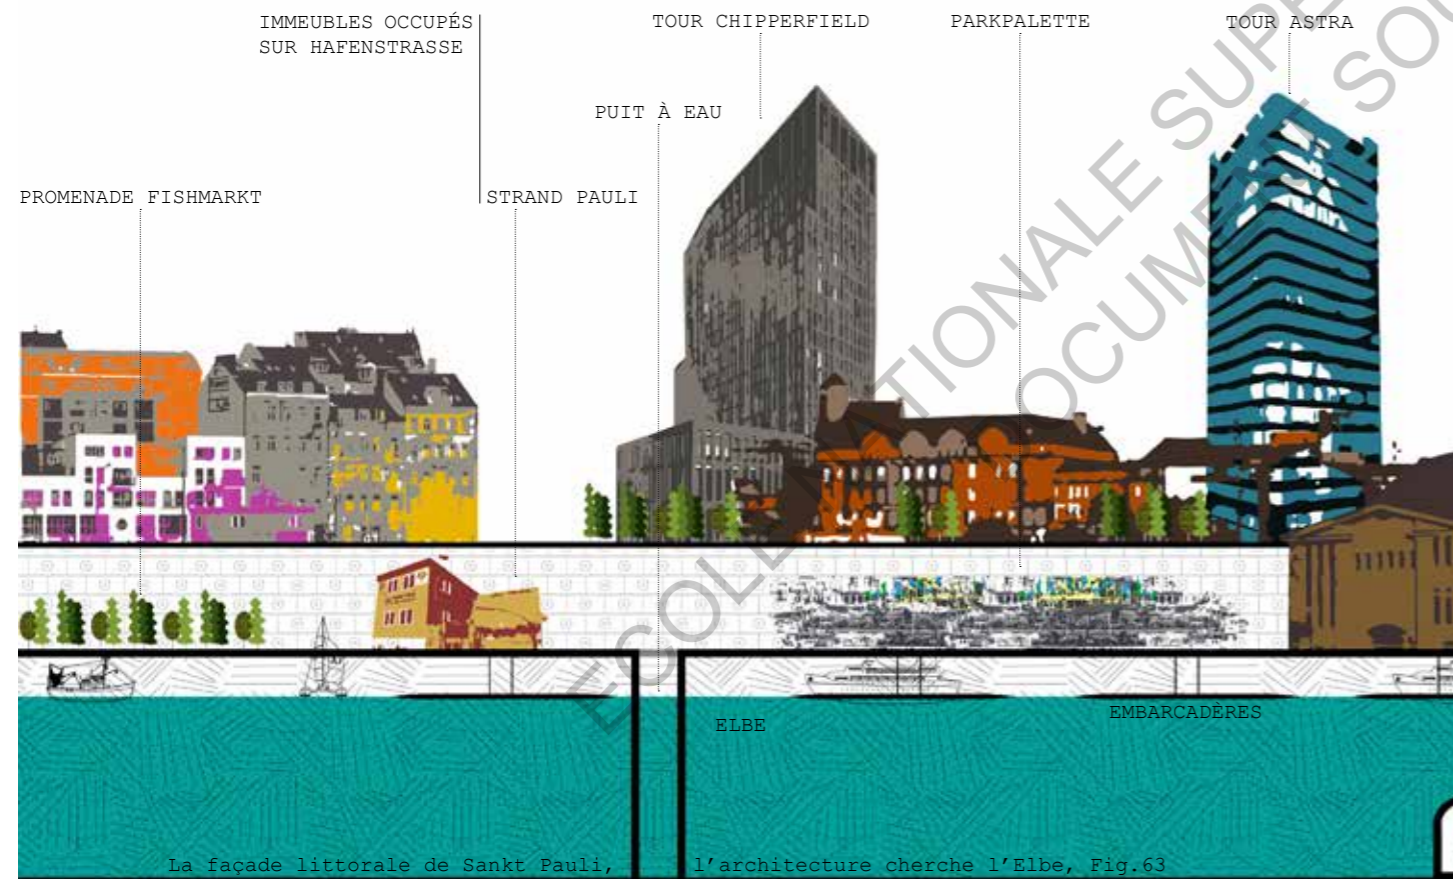 IMMEUBLES OCCUPÉS
SUR HAFENSTRASSE
TOUR CHIPPERFIELD
PARKPALETTE
TOUR ASTRA
PUIT À EAU
PROMENADE FISHMARKT
STRAND PAULI
ELBE
EMBARCADÈRES
La façade littorale de Sankt Pauli, l'architecture cherche l'Elbe, Fig.63